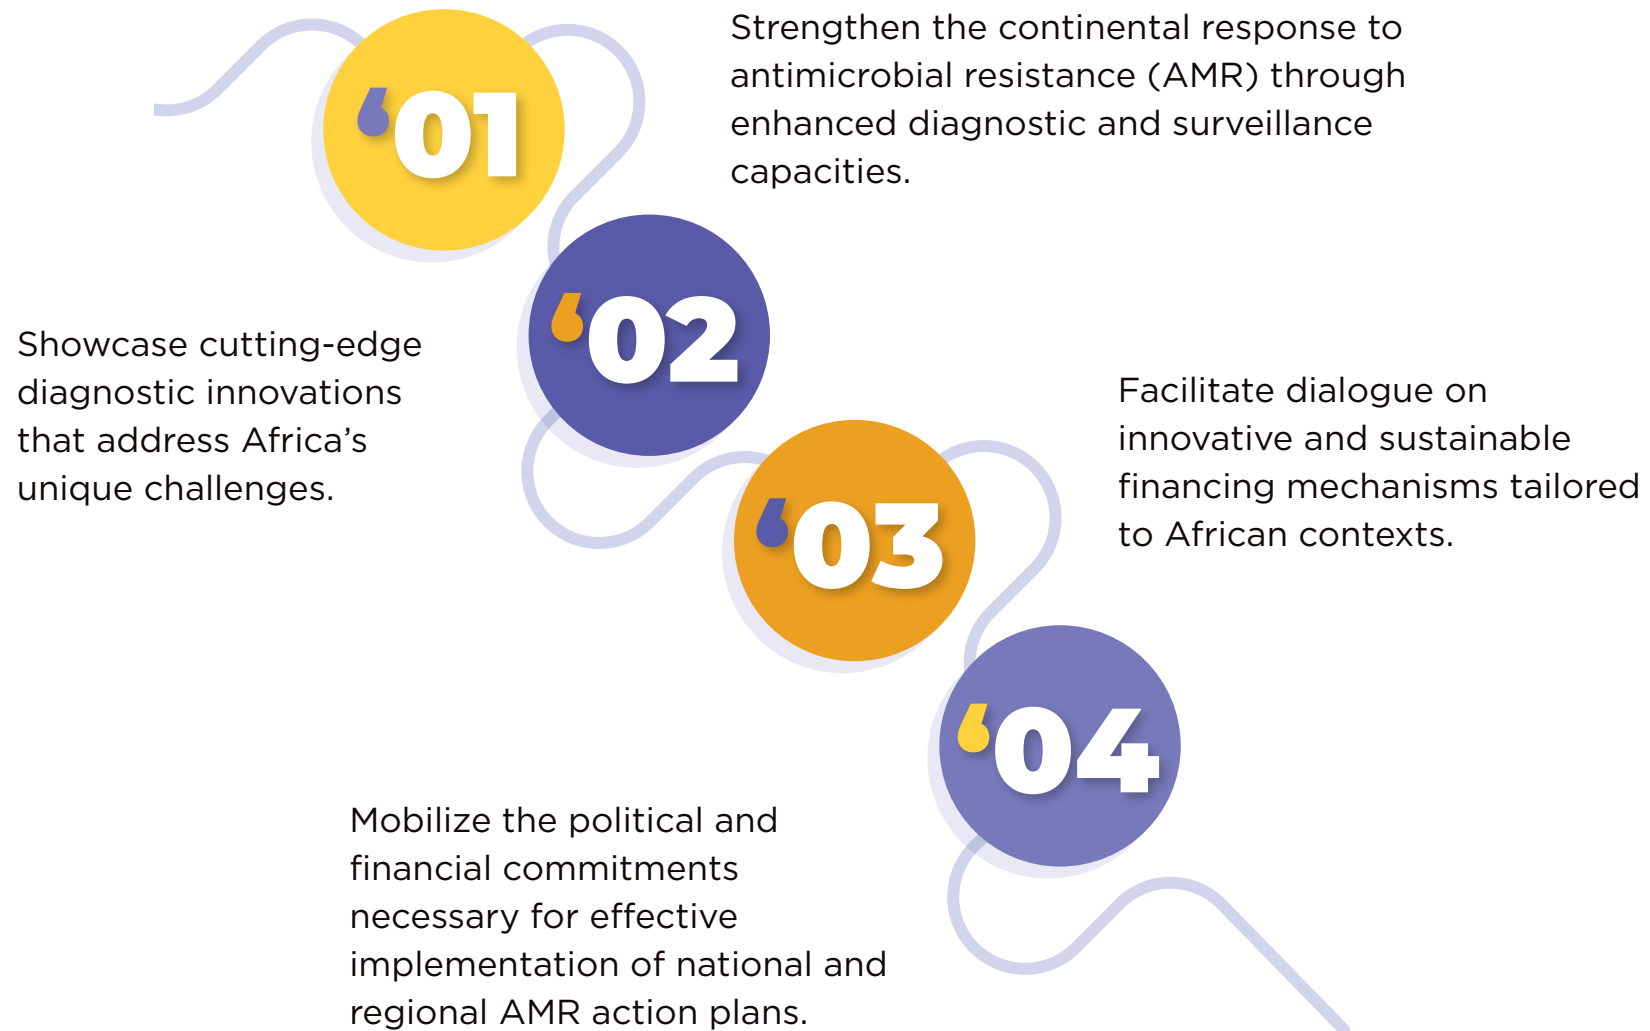 ‘01
Strengthen the continental response to
antimicrobial resistance (AMR) through
enhanced diagnostic and surveillance
capacities.
‘02
Showcase cutting-edge
diagnostic innovations
that address Africa’s
unique challenges.
‘03
Facilitate dialogue on
innovative and sustainable
financing mechanisms tailored
to African contexts.
‘04
Mobilize the political and
financial commitments
necessary for effective
implementation of national and
regional AMR action plans.